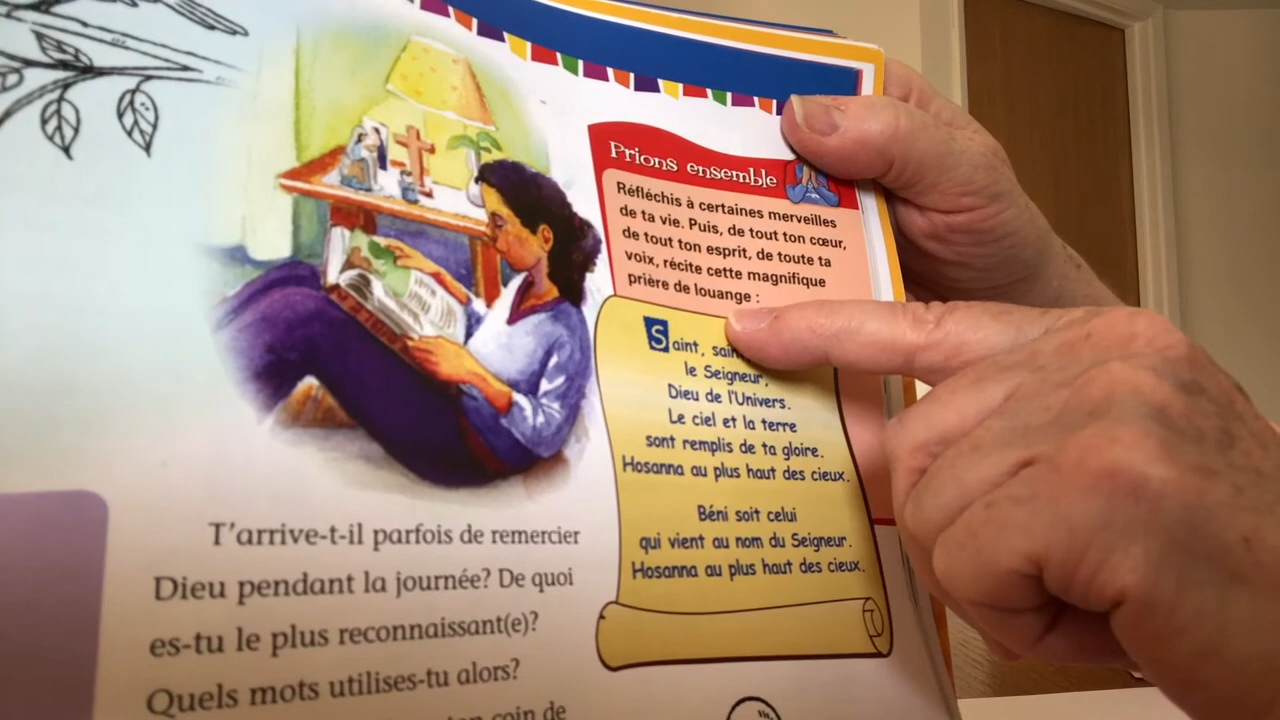 Prions ensemble
Réfléchis à certaines merveilles
de ta vie. Puis, de tout ton cœur,
de tout ton esprit, de toute ta
voix, récite cette magnifique
prière de louange :
Saint,
le Seigneur,
Dieu de l'Univers.
Le ciel et la terre
sont remplis de ta gloire.
Hosanna au plus haut des cieux.
Béni soit celui
qui vient au nom du Seigneur.
Hosanna au plus haut des cieux.
T'arrive-t-il parfois de remercier
Dieu pendant la journée? De quoi
es-tu le plus reconnaissant(e)?
Quels mots utilises-tu alors?
coin de